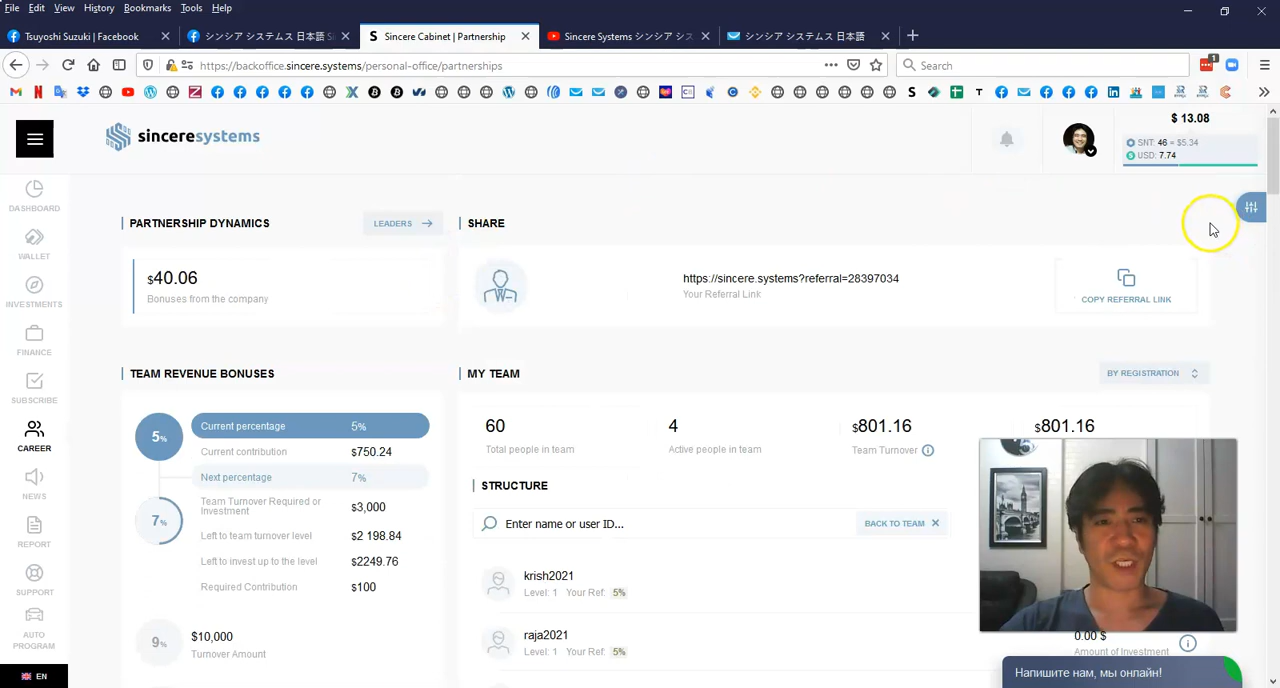 File Edit View History Bookmarks Tools Help
Tsuyoshi Suzuki | Facebook
シンシア システムス 日本語 Si
Sincere Cabinet | Partnership
Sincere Systems シンシア システムス
シンシア システムス 日本語
https://backoffice.sincere.systems/personal-office/partnerships
Search
1
sinceresystems
$ 13.08
SNT: 46 = $5.34
USD: 7.74
DASHBOARD
WALLET
INVESTMENTS
FINANCE
SUBSCRIBE
CAREER
NEWS
REPORT
SUPPORT
AUTO
PROGRAM
EN
PARTNERSHIP DYNAMICS
LEADERS
$40.06
Bonuses from the company
SHARE
https://sincere.systems?referral=28397034
Your Referral Link
COPY REFERRAL LINK
TEAM REVENUE BONUSES
5%
Current percentage 5%
Current contribution $750.24
Next percentage 7%
7%
Team Turnover Required or
Investment
$3,000
Left to team turnover level $2 198.84
Left to invest up to the level $2249.76
Required Contribution $100
9%
$10,000
Turnover Amount
MY TEAM
BY REGISTRATION
60
Total people in team
4
Active people in team
$801.16
Team Turnover
$801.16
STRUCTURE
Enter name or user ID...
BACK TO TEAM
krish2021
Level: 1 Your Ref: 5%
raja2021
Level: 1 Your Ref: 5%
0.00 $
Amount of Investment
Напишите нам, мы онлайн!